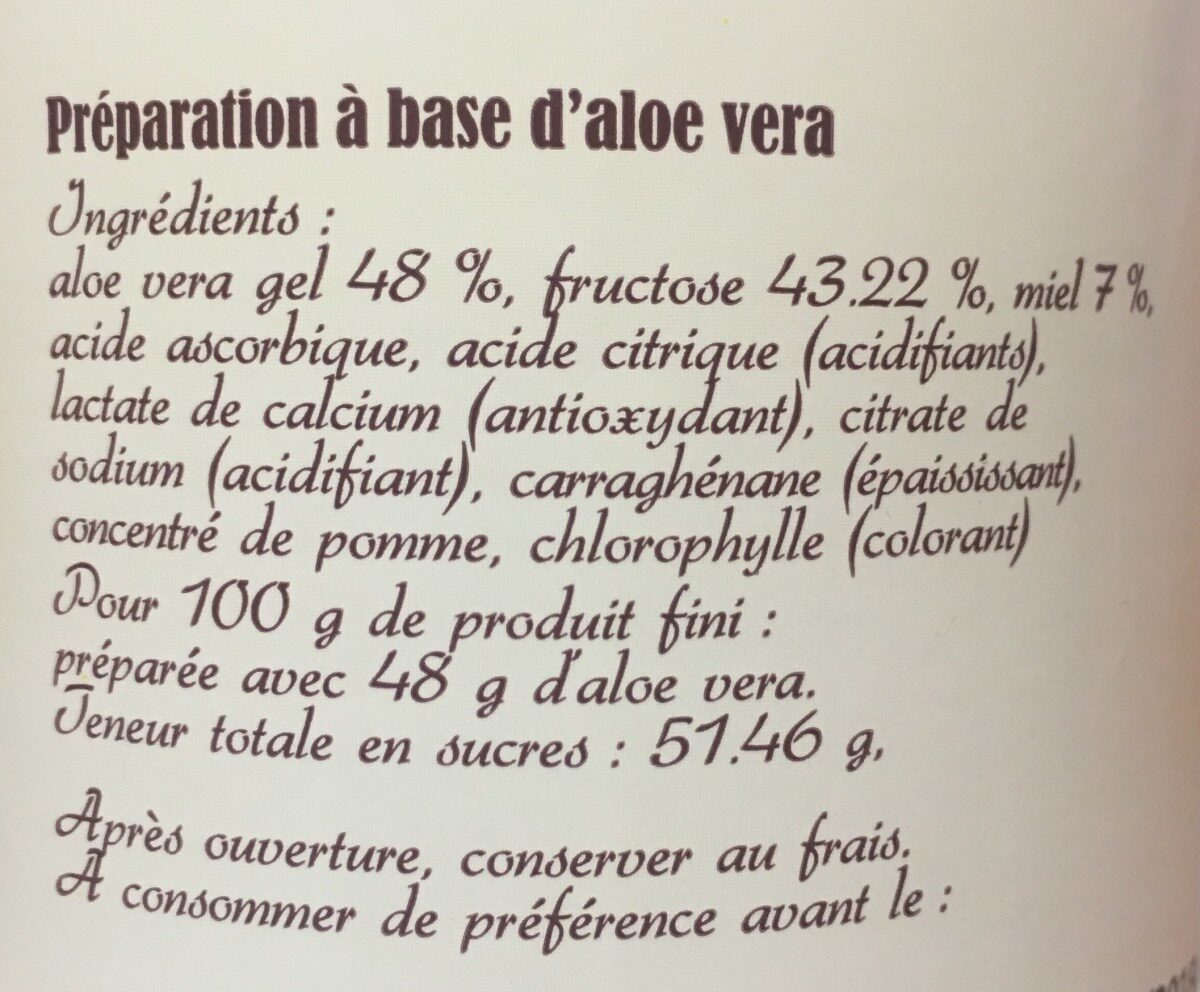 Préparation à base d'aloe vera
Ingrédients :
aloe vera gel 48 %, fructose 43.22 %, miel 7 %,
acide ascorbique, acide citrique (acidifiants),
lactate de calcium (antioxydant), citrate de
sodium (acidifiant), carraghénane (épaississant),
concentré de pomme, chlorophylle (colorant)
Pour 100 g de produit fini :
préparée avec 48 g d'aloe vera.
Teneur totale en sucres : 51.46 g.
Après ouverture, conserver au frais.
A consommer de préférence avant le :